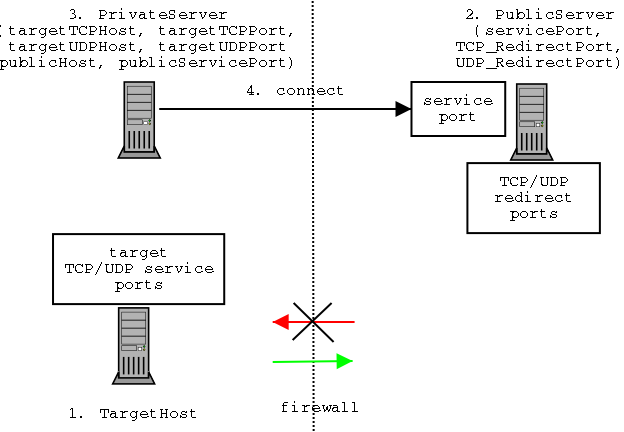 3. PrivateServer
(targetTCPHost, targetTCPPort,
targetUDPHost, targetUDPPort
publicHost, publicServicePort)
2. PublicServer
(servicePort,
TCP_RedirectPort,
UDP_RedirectPort)
4. connect
service
port
TCP/UDP
redirect
ports
target
TCP/UDP service
ports
1. TargetHost
firewall